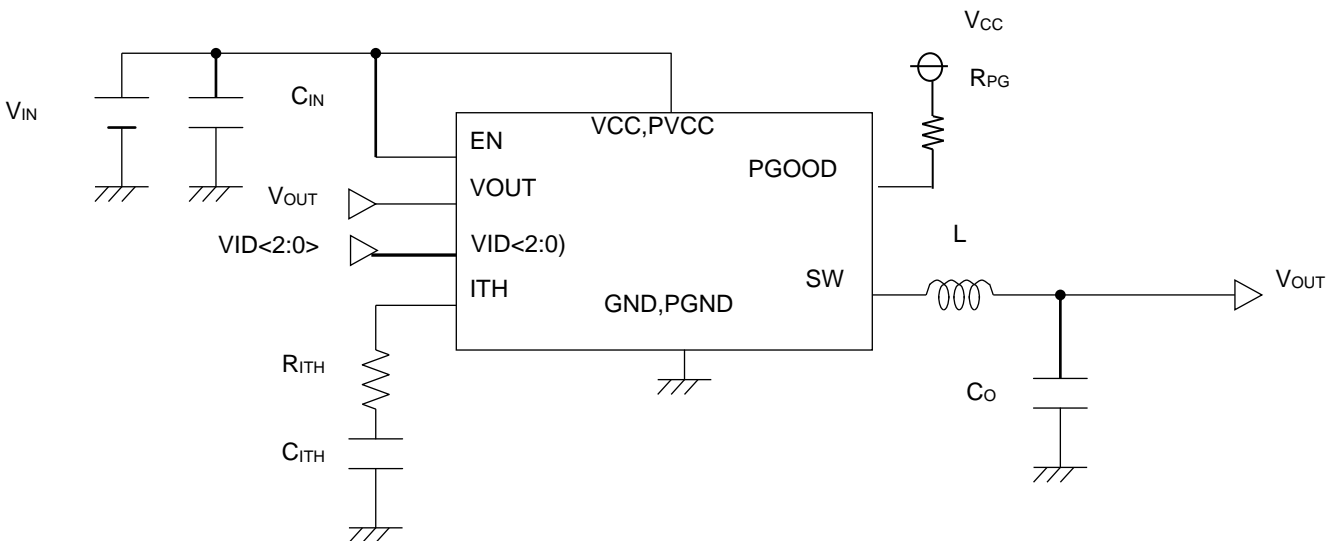 VCC
RPG
VIN
CIN
VCC,PVCC
EN
PGOOD
VOUT
VOUT
VID<2:0>
VID<2:0)
L
ITH
SW
GND,PGND
VOUT
RITH
CO
CITH